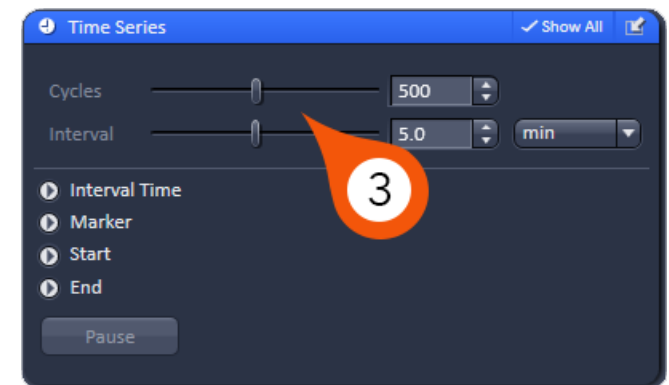 Time Series Show All
Cycles 500
Interval 5.0 min
3
Interval Time
Marker
Start
End
Pause